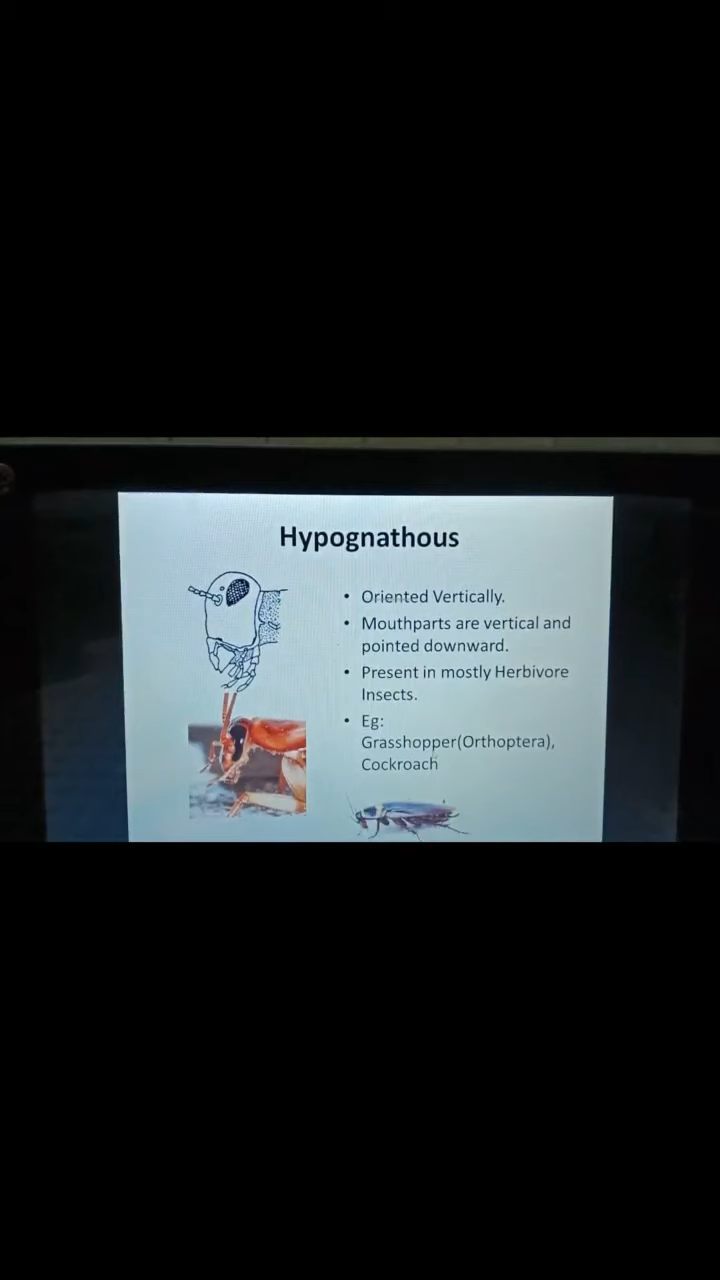 Hypognathous
• Oriented Vertically.
• Mouthparts are vertical and
pointed downward.
• Present in mostly Herbivore
Insects.
• Eg:
Grasshopper(Orthoptera),
Cockroach